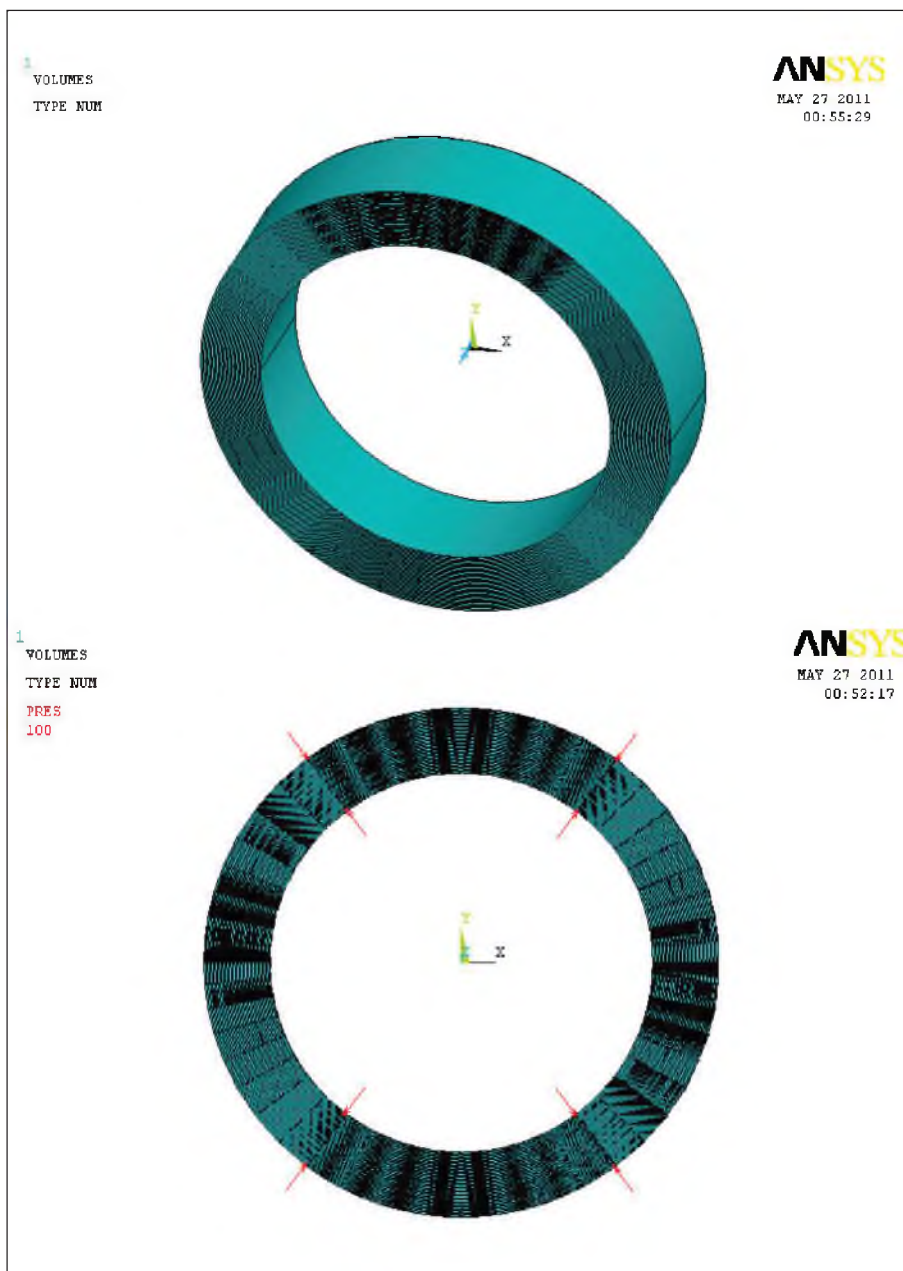 1
VOLUMES
TYPE NUM
ANSYS
MAY 27 2011
00:55:29
Y
X
1
VOLUMES
TYPE NUM
PRES
100
ANSYS
MAY 27 2011
00:52:17
Y
X